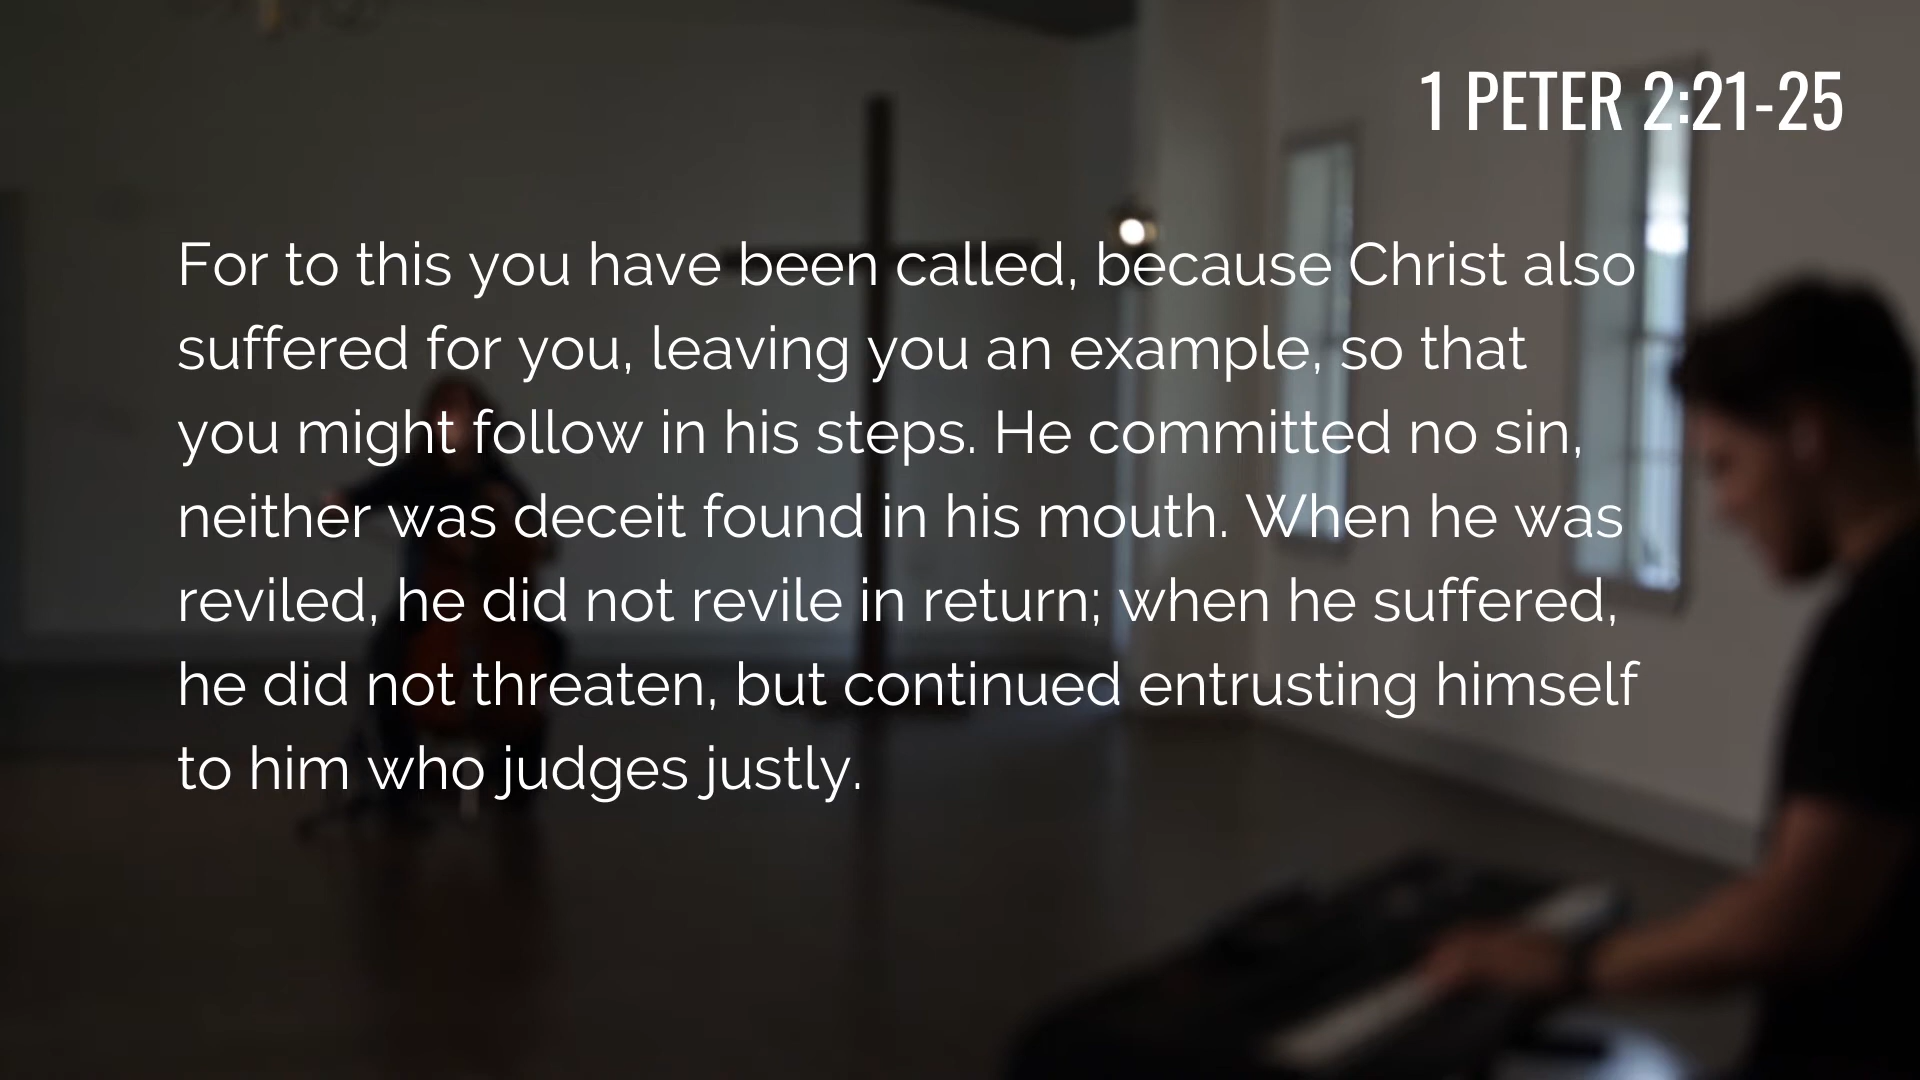 1 PETER 2:21-25
For to this you have been called, because Christ also
suffered for you, leaving you an example, so that
you might follow in his steps. He committed no sin,
neither was deceit found in his mouth. When he was
reviled, he did not revile in return; when he suffered,
he did not threaten, but continued entrusting himself
to him who judges justly.